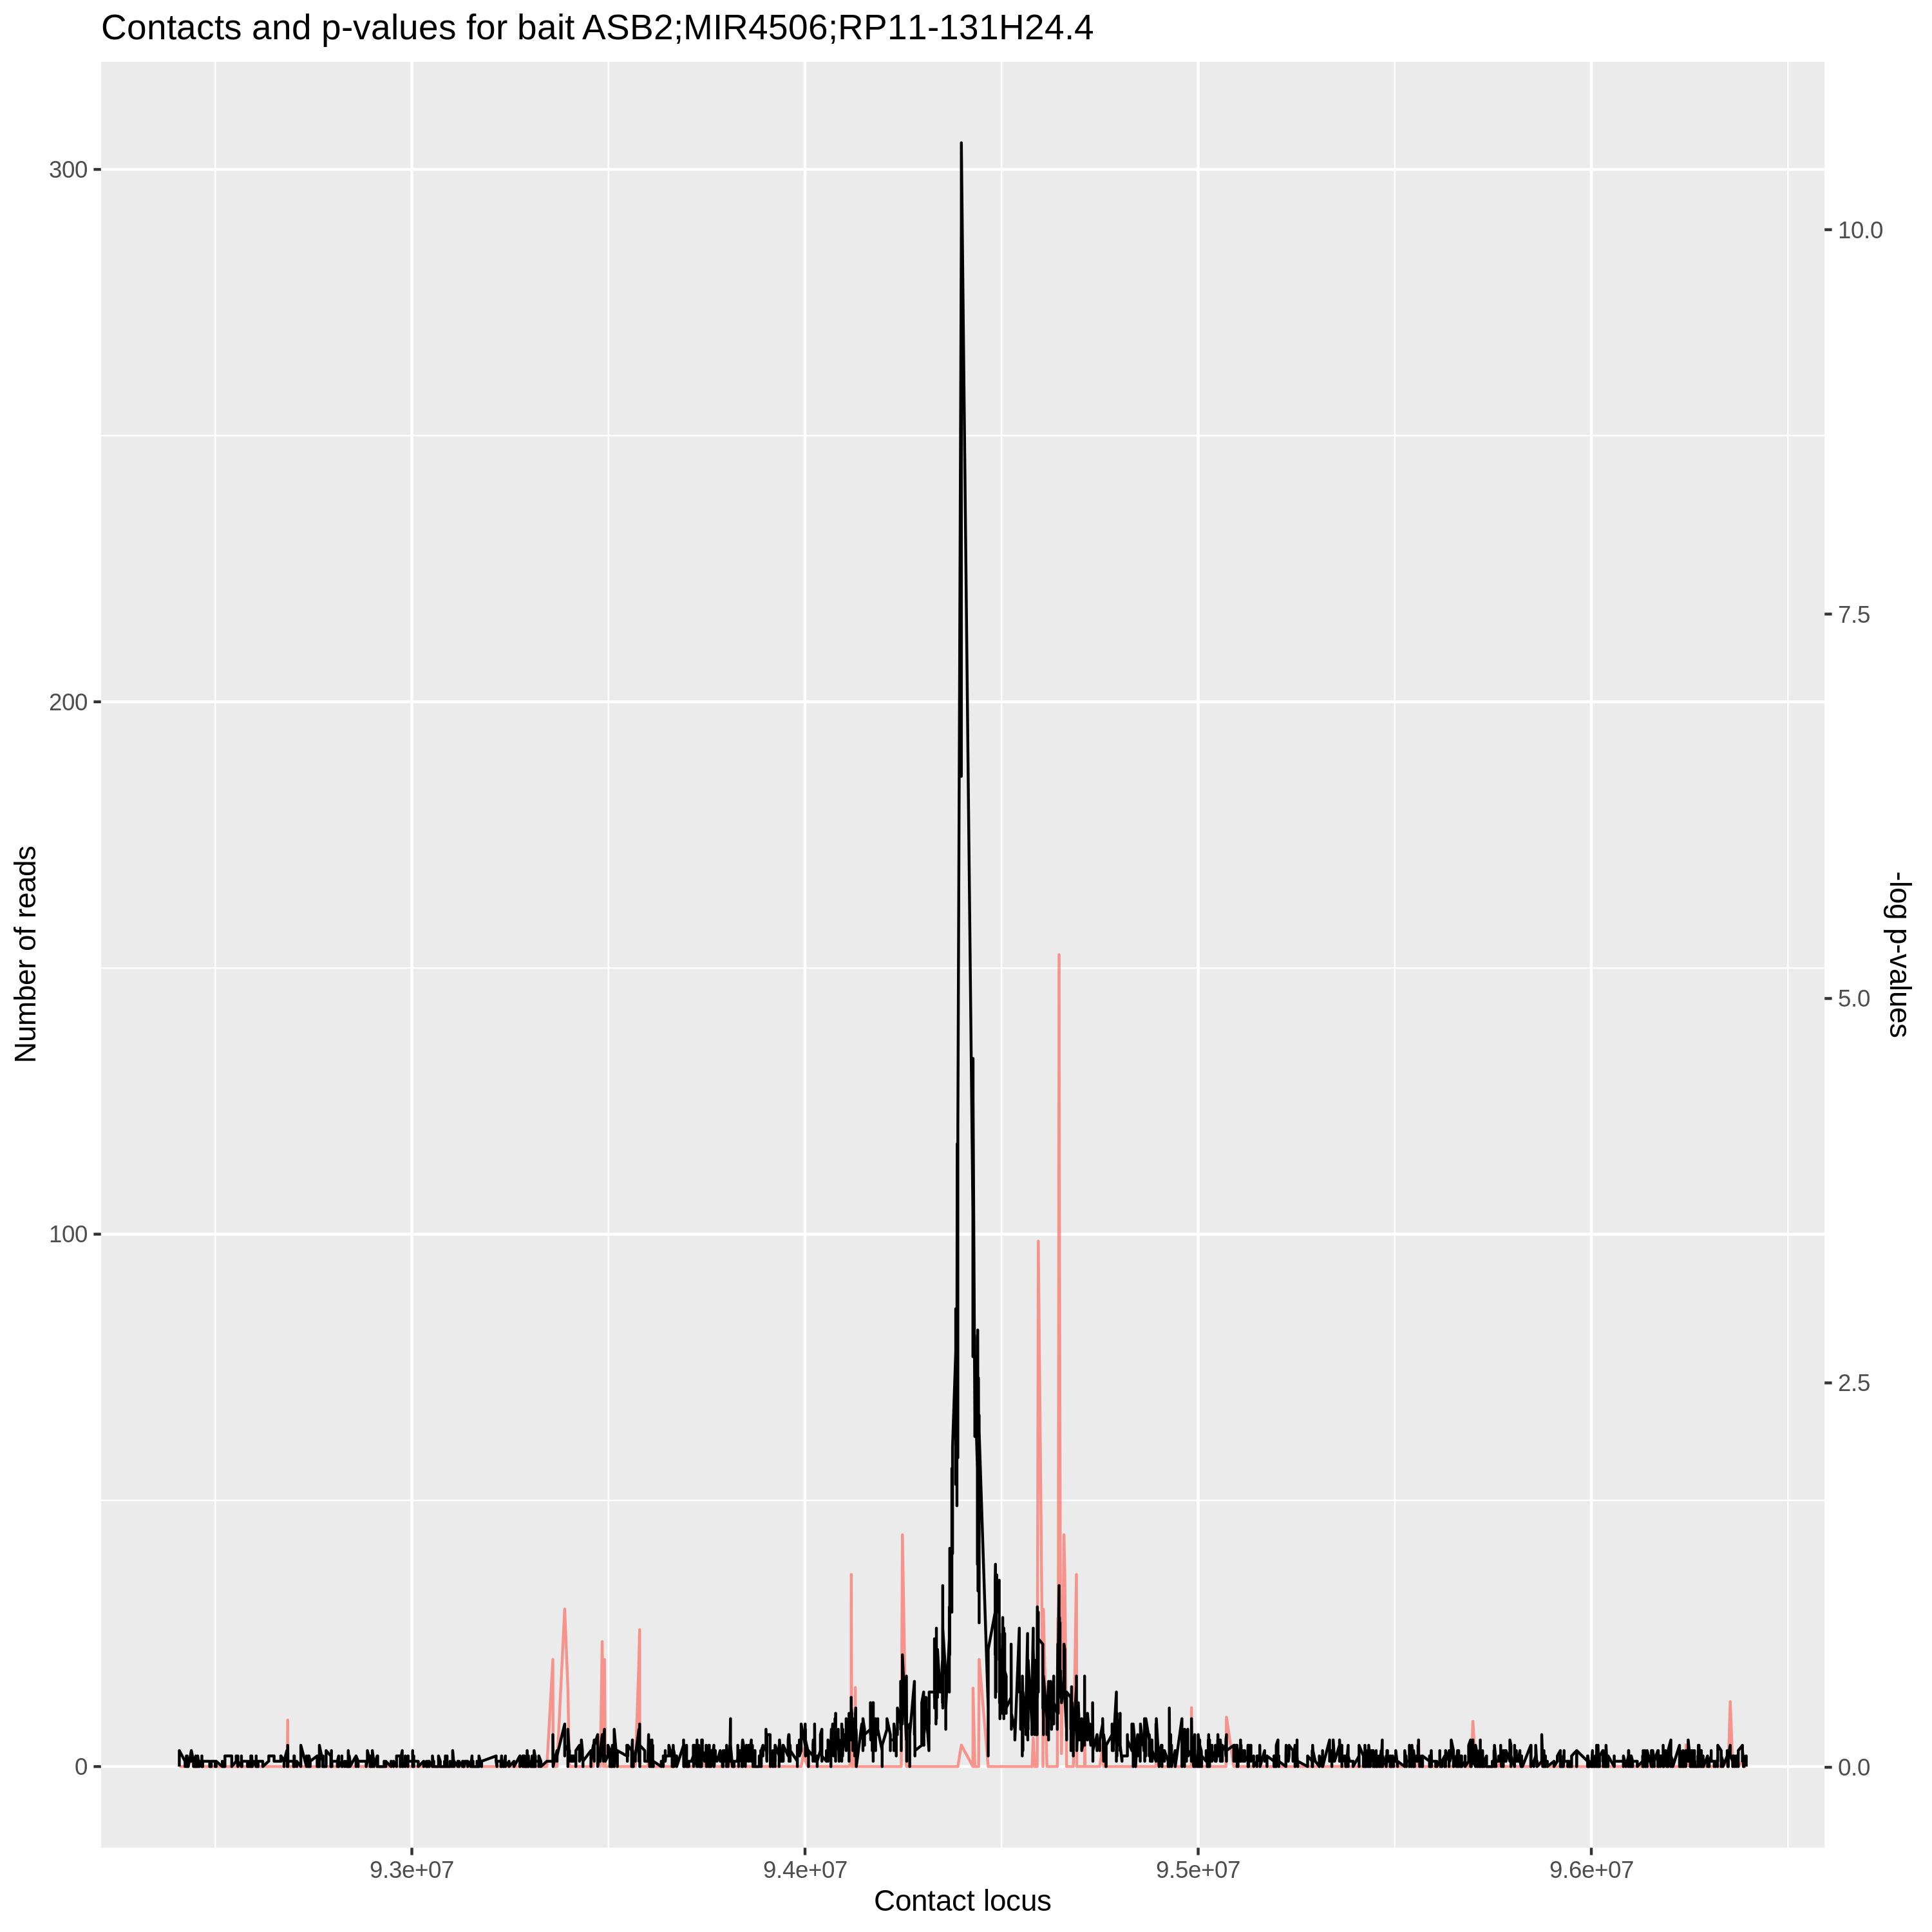 Contacts and p-values for bait ASB2;MIR4506;RP11-131H24.4
300
200
100
0
Number of reads
10.0
7.5
5.0
2.5
0.0
-log p-values
9.3e+07
9.4e+07
9.5e+07
9.6e+07
Contact locus